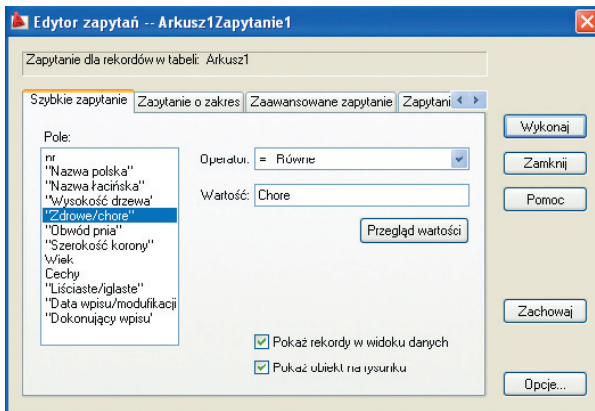 Edytor zapytań -- Arkusz1Zapytanie1
Zapytanie dla rekordów w tabeli: Arkusz1
Szybkie zapytanie Zapytanie o zakres Zaawansowane zapytanie Zapytani
Pole:
nr
"Nazwa polska"
"Nazwa łacińska"
"Wysokość drzewa"
"Zdrowe/chore"
"Obwód pnia"
"Szerokość korony"
Wiek
Cechy
"Liściaste/iglaste"
"Data wpisu/modufikacji
"Dokonujący wpisu"
Operator: = Równe
Wartość: Chore
Przegląd wartości
Pokaż rekordy w widoku danych
Pokaż obiekt na rysunku
Wykonaj
Zamknij
Pomoc
Zachowaj
Opcje...